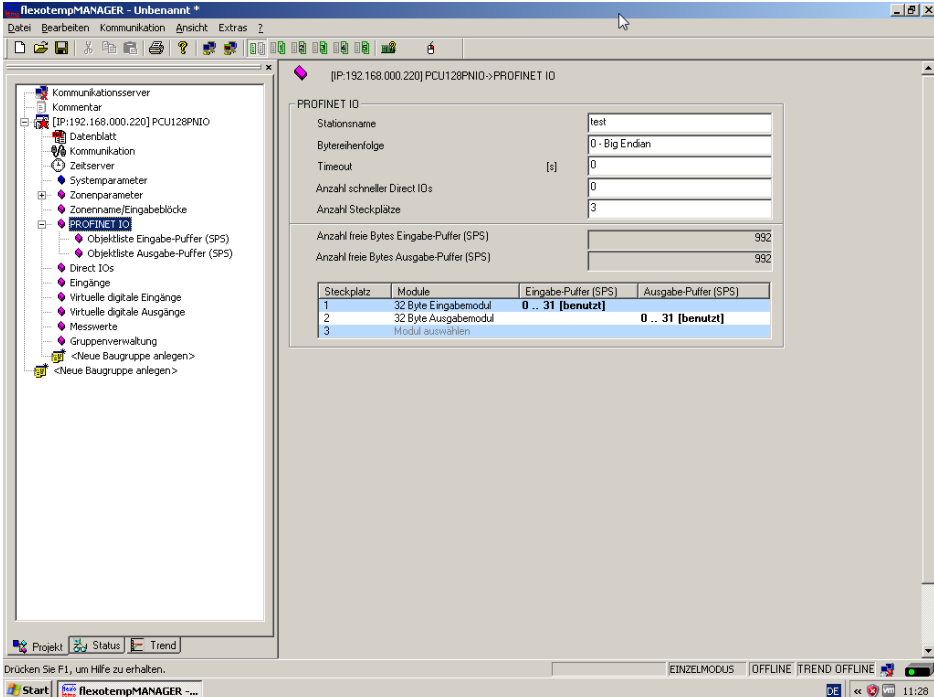 flexotempMANAGER - Unbenannt *
Datei Bearbeiten Kommunikation Ansicht Extras ?
[IP:192.168.000.220] PCU128PNIO->PROFINET IO
Kommunikationsserver
Kommentar
[IP:192.168.000.220] PCU128PNIO
Datenblatt
Kommunikation
Zeitserver
Systemparameter
Zonenparameter
Zonenname/Eingabeblöcke
PROFINET IO
Objektliste Eingabe-Puffer (SPS)
Objektliste Ausgabe-Puffer (SPS)
Direct IOs
Eingänge
Virtuelle digitale Eingänge
Virtuelle digitale Ausgänge
Messwerte
Gruppenverwaltung
<Neue Baugruppe anlegen>
<Neue Baugruppe anlegen>
PROFINET IO
Stationsname test
Bytereihenfolge 0 - Big Endian
Timeout [s] 0
Anzahl schneller Direct IOs 0
Anzahl Steckplätze 3
Anzahl freie Bytes Eingabe-Puffer (SPS) 992
Anzahl freie Bytes Ausgabe-Puffer (SPS) 992
Steckplatz Module Eingabe-Puffer (SPS) Ausgabe-Puffer (SPS)
1 32 Byte Eingabemodul 0 .. 31 [benutzt]
2 32 Byte Ausgabemodul 0 .. 31 [benutzt]
3 Modul auswählen
Projekt Status Trend
Drücken Sie F1, um Hilfe zu erhalten. EINZELMODUS OFFLINE TREND OFFLINE
Start flexotempMANAGER -... DE « 11:28